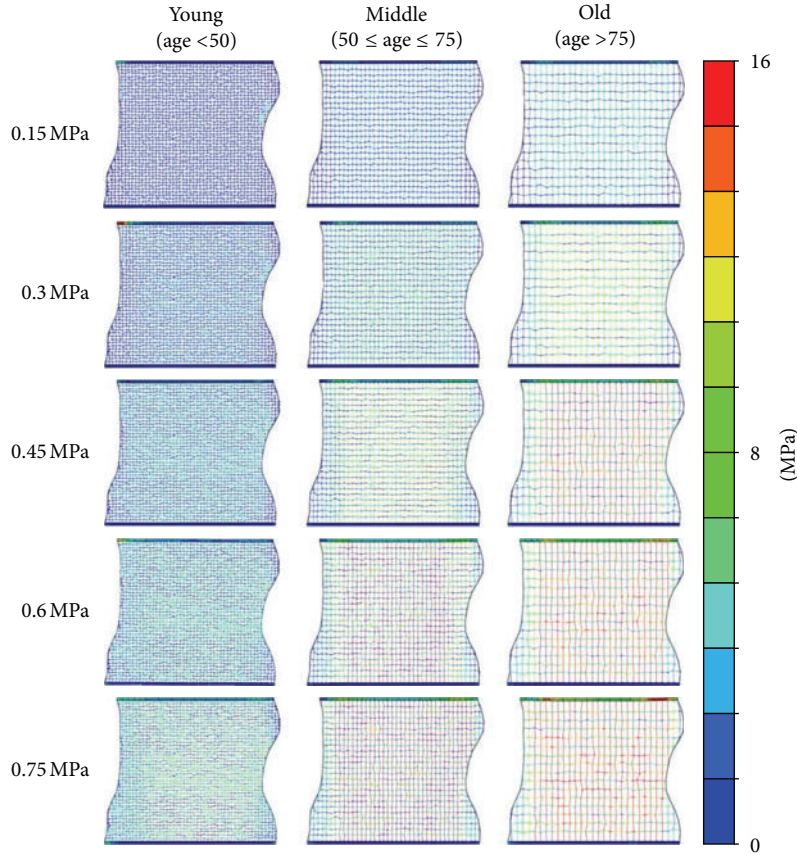 Young Middle Old
(age <50) (50 ≤ age ≤ 75) (age >75)
16
0.15 MPa
0.3 MPa
0.45 MPa
8
(MPa)
0.6 MPa
0.75 MPa
0